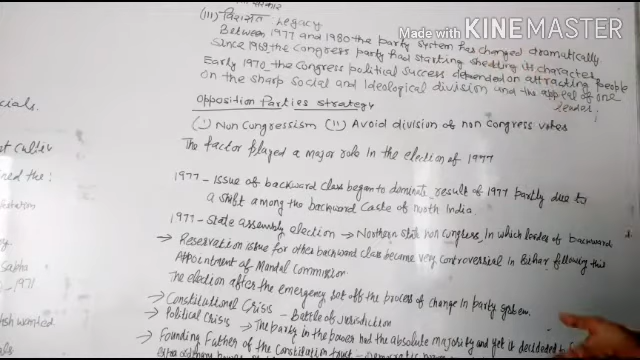 सरकार
(III) विरासत Legacy
Made with KINEMASTER
Between 1977 and 1980 the party system has changed dramatically.
Since 1969 the Congress party had starting shedding its character
Early 1970 the Congress political success depended on attracting people
on the sharp social and Ideological division and the appeal of one
leader;
Opposition Parties strategy
(I) Non Congressism (II) Avoid division of non Congress votes
The factor played a major role in the election of 1977
1977 - Issue of backward class began to dominate result of 1977 partly due to
a shift among the backward caste of north India
1977 - State assembly election → Northern State non congress, in which leader of backward
→ Reservation issue for other backward class became very controversial in Bihar following this
Appointment of Mandal Commission
The election after the emergency set off the process of change in party system.
→ Constitutional Crisis - Battle of jurisdiction
→ Political Crisis → The party in the power had the absolute majority and yet it decided to
→ Founding Father of the Constitution trust - Democratic
cials.
Sabha
- 1971
wanted